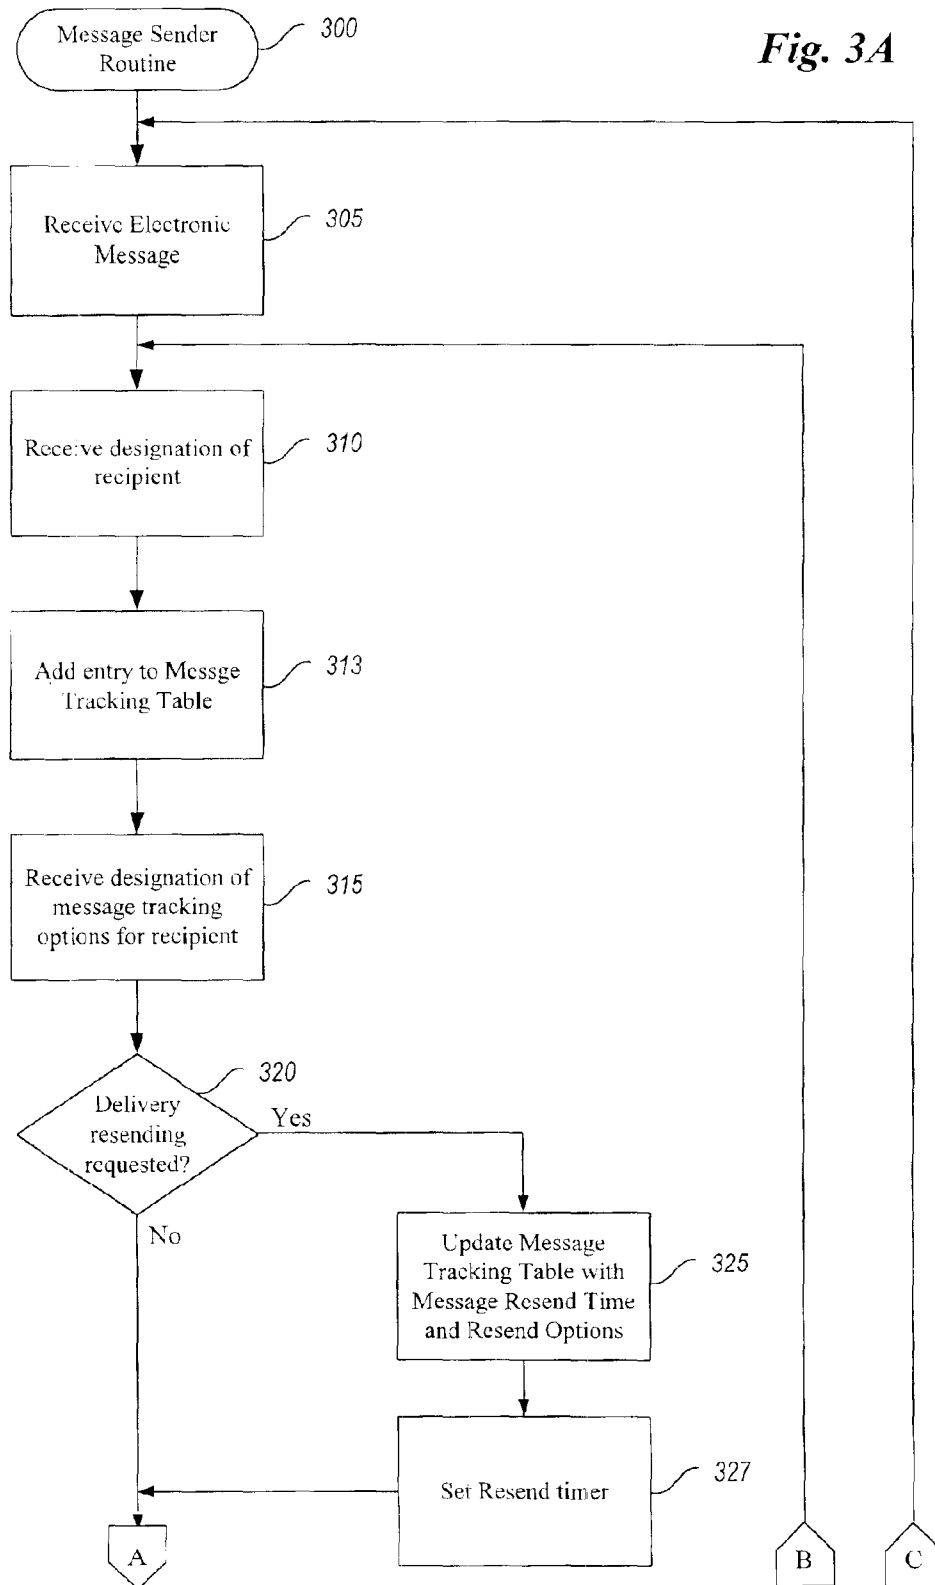 Message Sender
Routine
300
Fig. 3A
Receive Electronic
Message
305
Receive designation of
recipient
310
Add entry to Messge
Tracking Table
313
Receive designation of
message tracking
options for recipient
315
Delivery
resending
requested?
320
Yes
No
Update Message
Tracking Table with
Message Resend Time
and Resend Options
325
Set Resend timer
327
A
B
C